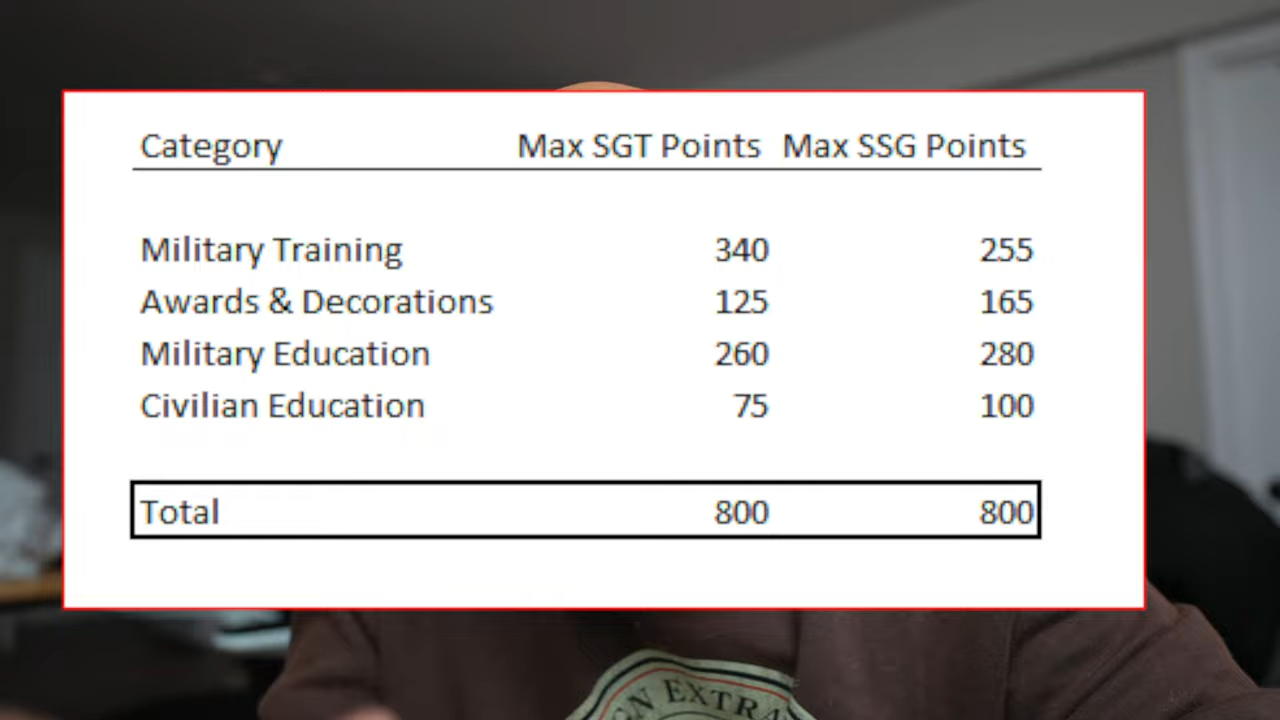 Category Max SGT Points Max SSG Points
Military Training 340 255
Awards & Decorations 125 165
Military Education 260 280
Civilian Education 75 100
Total 800 800
EXTRA